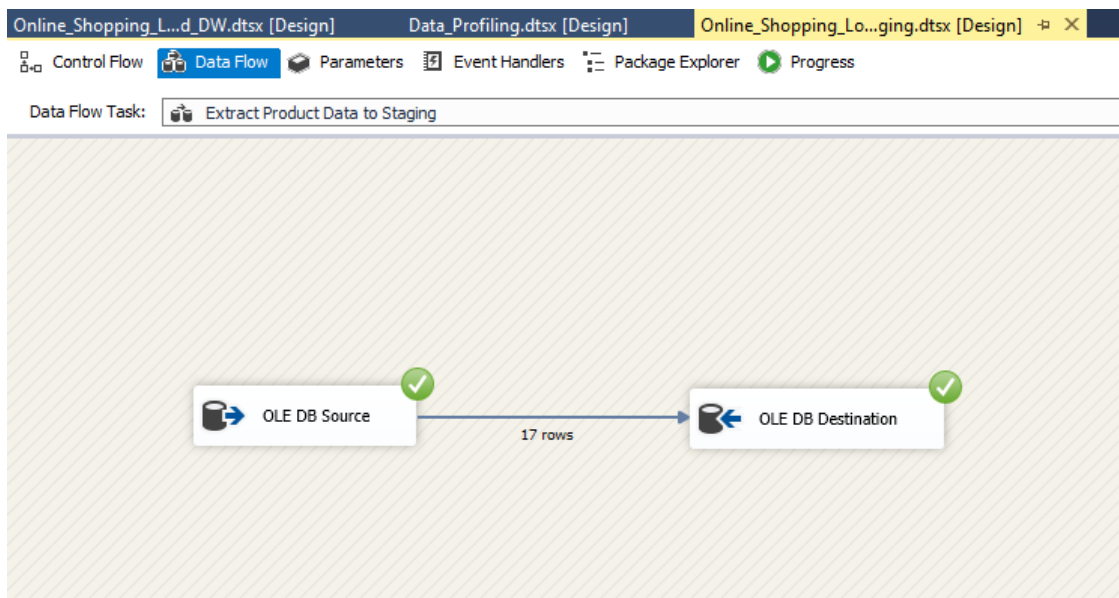 Online_Shopping_L...d_DW.dtsx [Design] Data_Profiling.dtsx [Design] Online_Shopping_Lo...ging.dtsx [Design]
Control Flow Data Flow Parameters Event Handlers Package Explorer Progress
Data Flow Task: Extract Product Data to Staging
OLE DB Source OLE DB Destination
17 rows